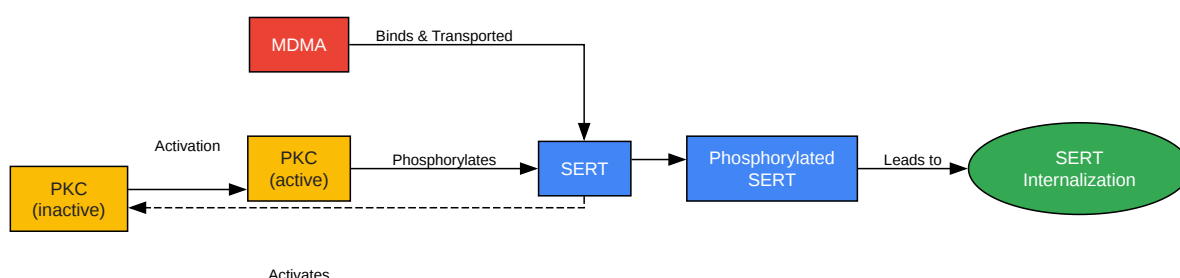 MDMA
Binds & Transported
Activation
PKC
(inactive)
PKC
(active)
Phosphorylates
SERT
Phosphorylated
SERT
Leads to
SERT
Internalization
Activates